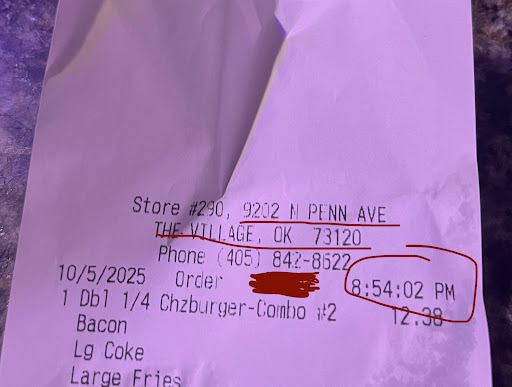 Store #290, 9202 N PENN AVE
THE VILLAGE, OK 73120
Phone (405) 842-8622
10/5/2025 Order 8:54:02 PM
1 Dbl 1/4 Chzburger-Combo #2 12.38
Bacon
Lg Coke
Large Fries